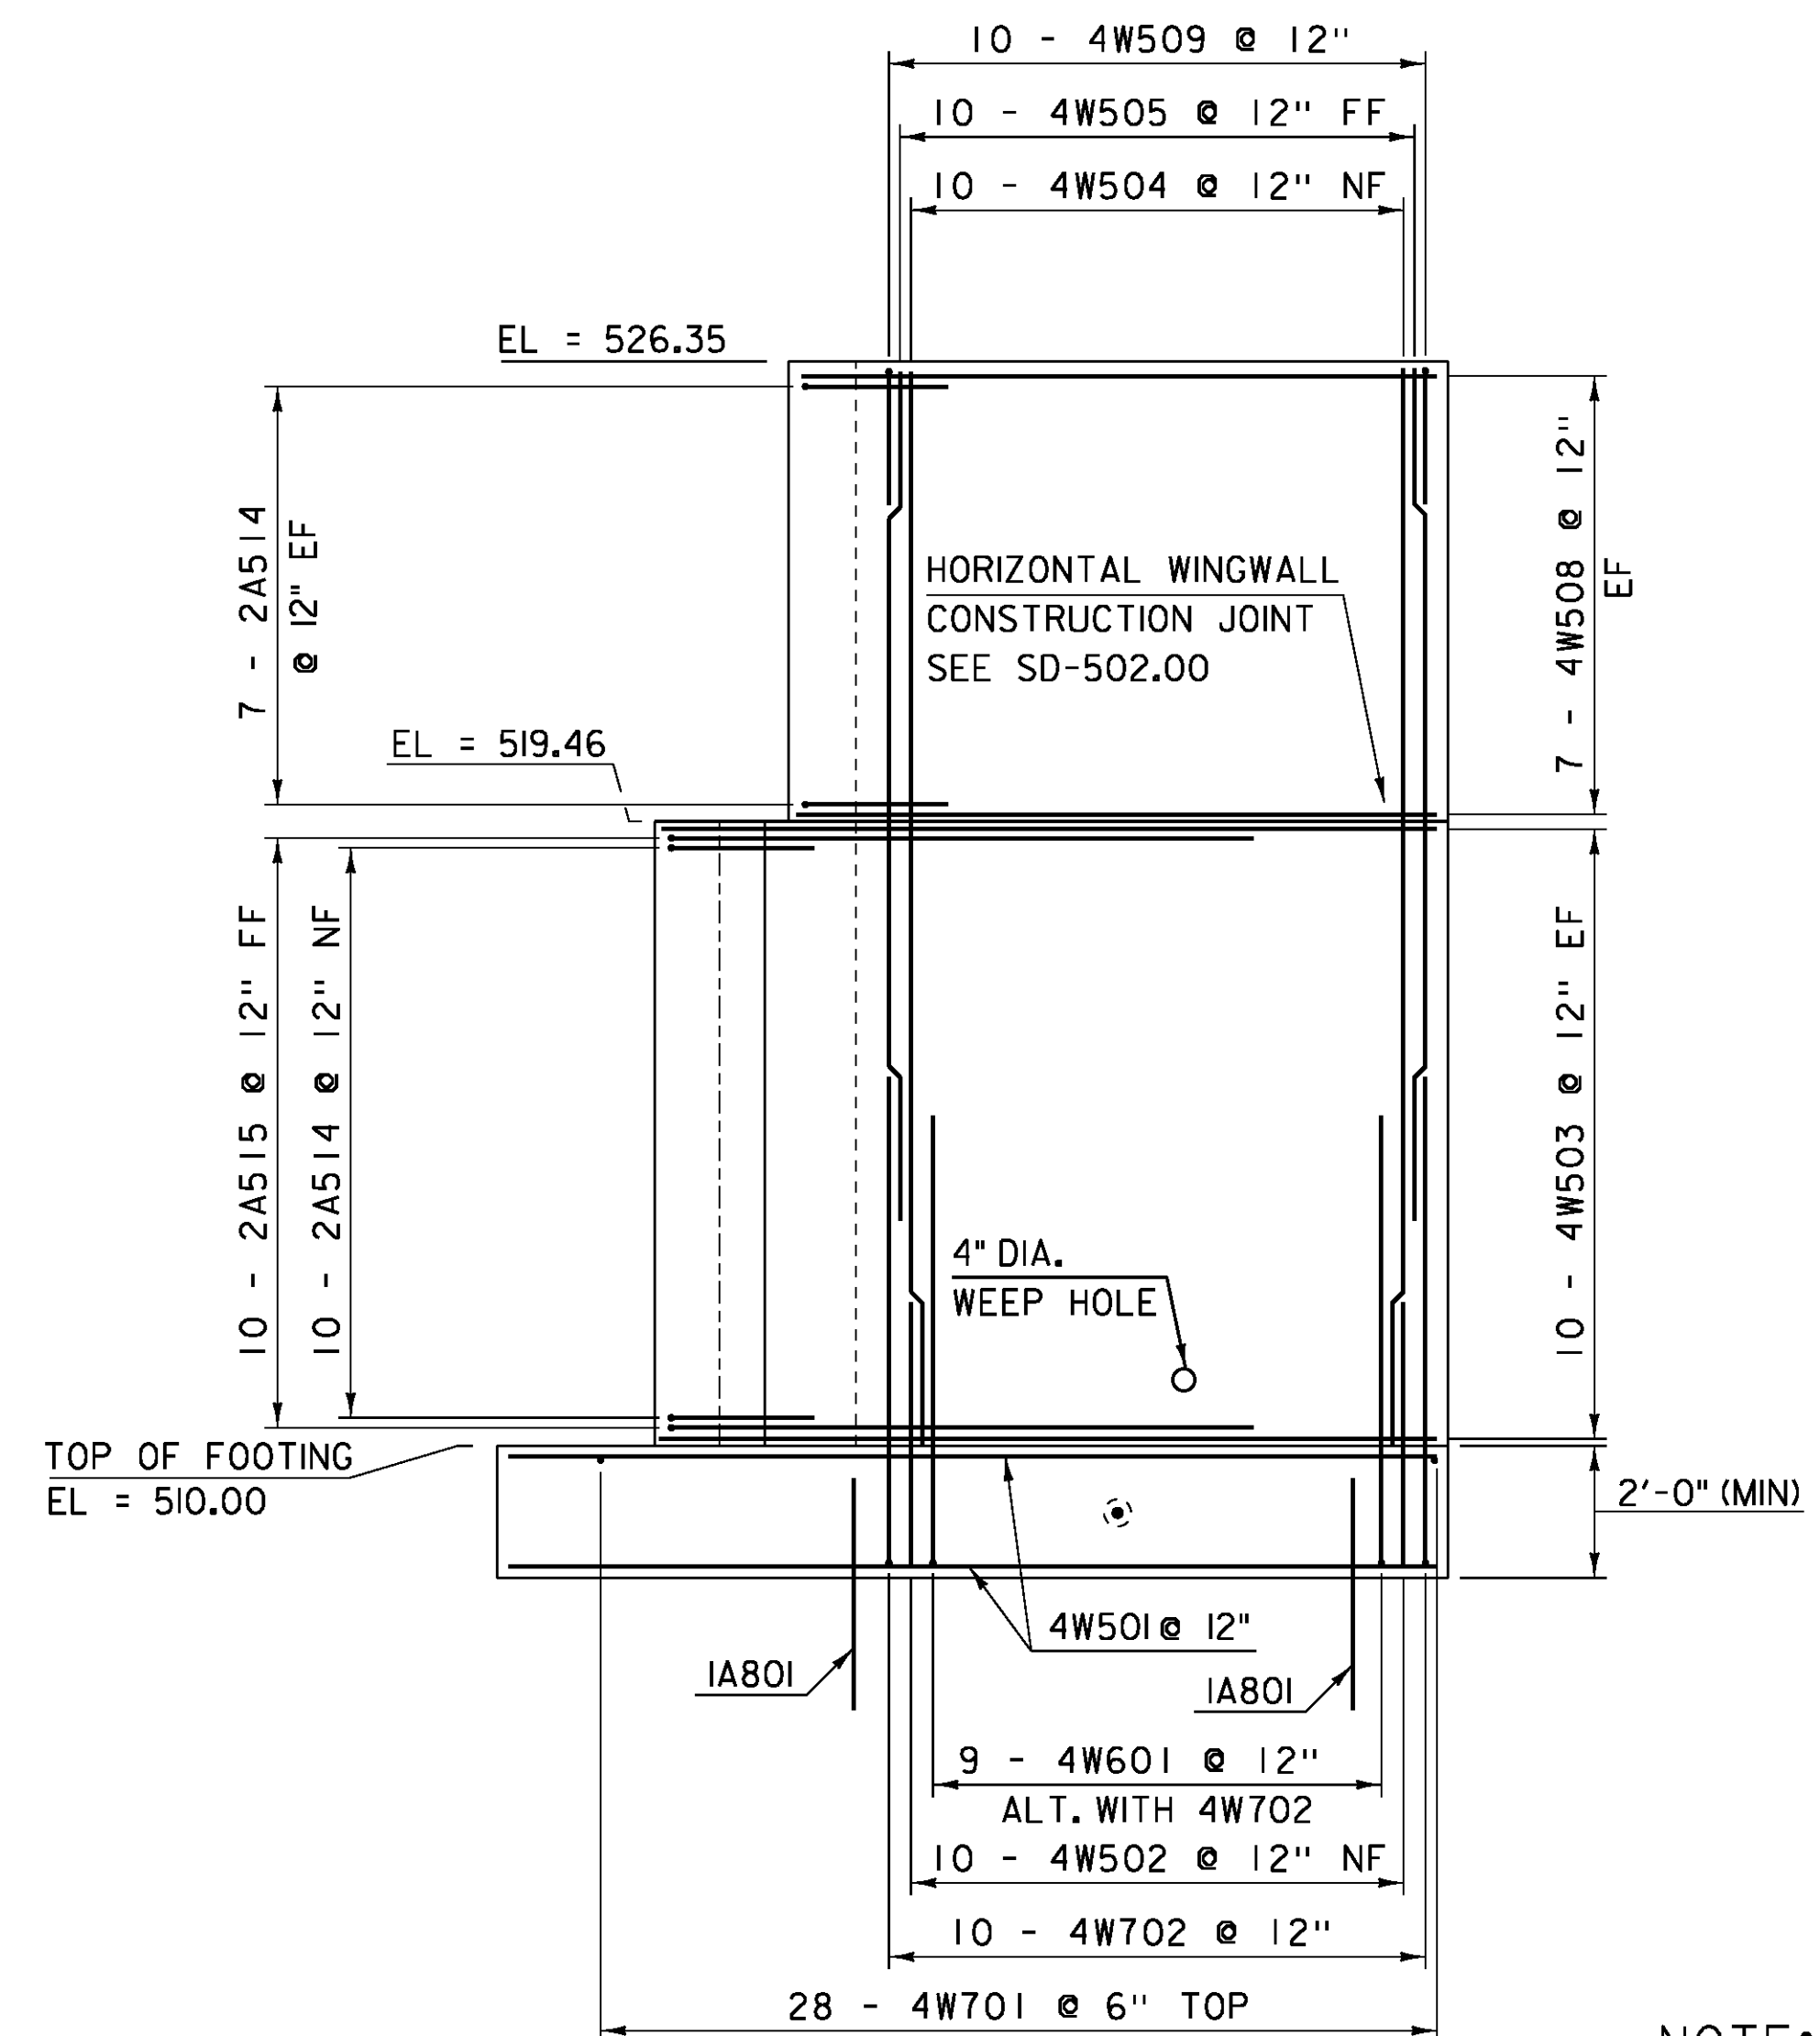 10 - 4W509 @ 12"
10 - 4W505 @ 12" FF
10 - 4W504 @ 12" NF
EL = 526.35
7 - 2A514
@ 12" EF
HORIZONTAL WINGWALL
CONSTRUCTION JOINT
SEE SD-502.00
7 - 4W508 @ 12"
EF
EL = 519.46
10 - 2A515 @ 12" FF
10 - 2A514 @ 12" NF
10 - 4W503 @ 12" EF
4" DIA.
WEEP HOLE
TOP OF FOOTING
EL = 510.00
2'-0" (MIN)
4W501 @ 12"
1A801
1A801
9 - 4W601 @ 12"
ALT. WITH 4W702
10 - 4W502 @ 12" NF
10 - 4W702 @ 12"
28 - 4W701 @ 6" TOP